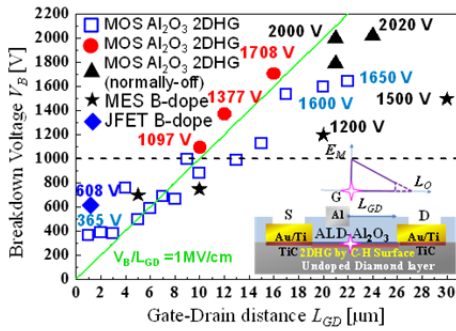 Breakdown Voltage V_B [V]
2200
2000
1800
1600
1400
1200
1000
800
600
400
200
0
MOS Al₂O₃ 2DHG
MOS Al₂O₃ 2DHG
MOS Al₂O₃ 2DHG
(normally-off)
MES B-dope
JFET B-dope
1708 V
2000 V
2020 V
1377 V
1097 V
1650 V
1600 V
1500 V
1200 V
608 V
365 V
V_B/L_GD =1MV/cm
E_M
L_O
G
L_GD
S
Al
D
Au/Ti
ALD Al₂O₃
Au/Ti
TiC
TiC
2DHG by C-H Surface
Undoped Diamond layer
0 2 4 6 8 10 12 14 16 18 20 22 24 26 28 30
Gate-Drain distance L_GD [μm]